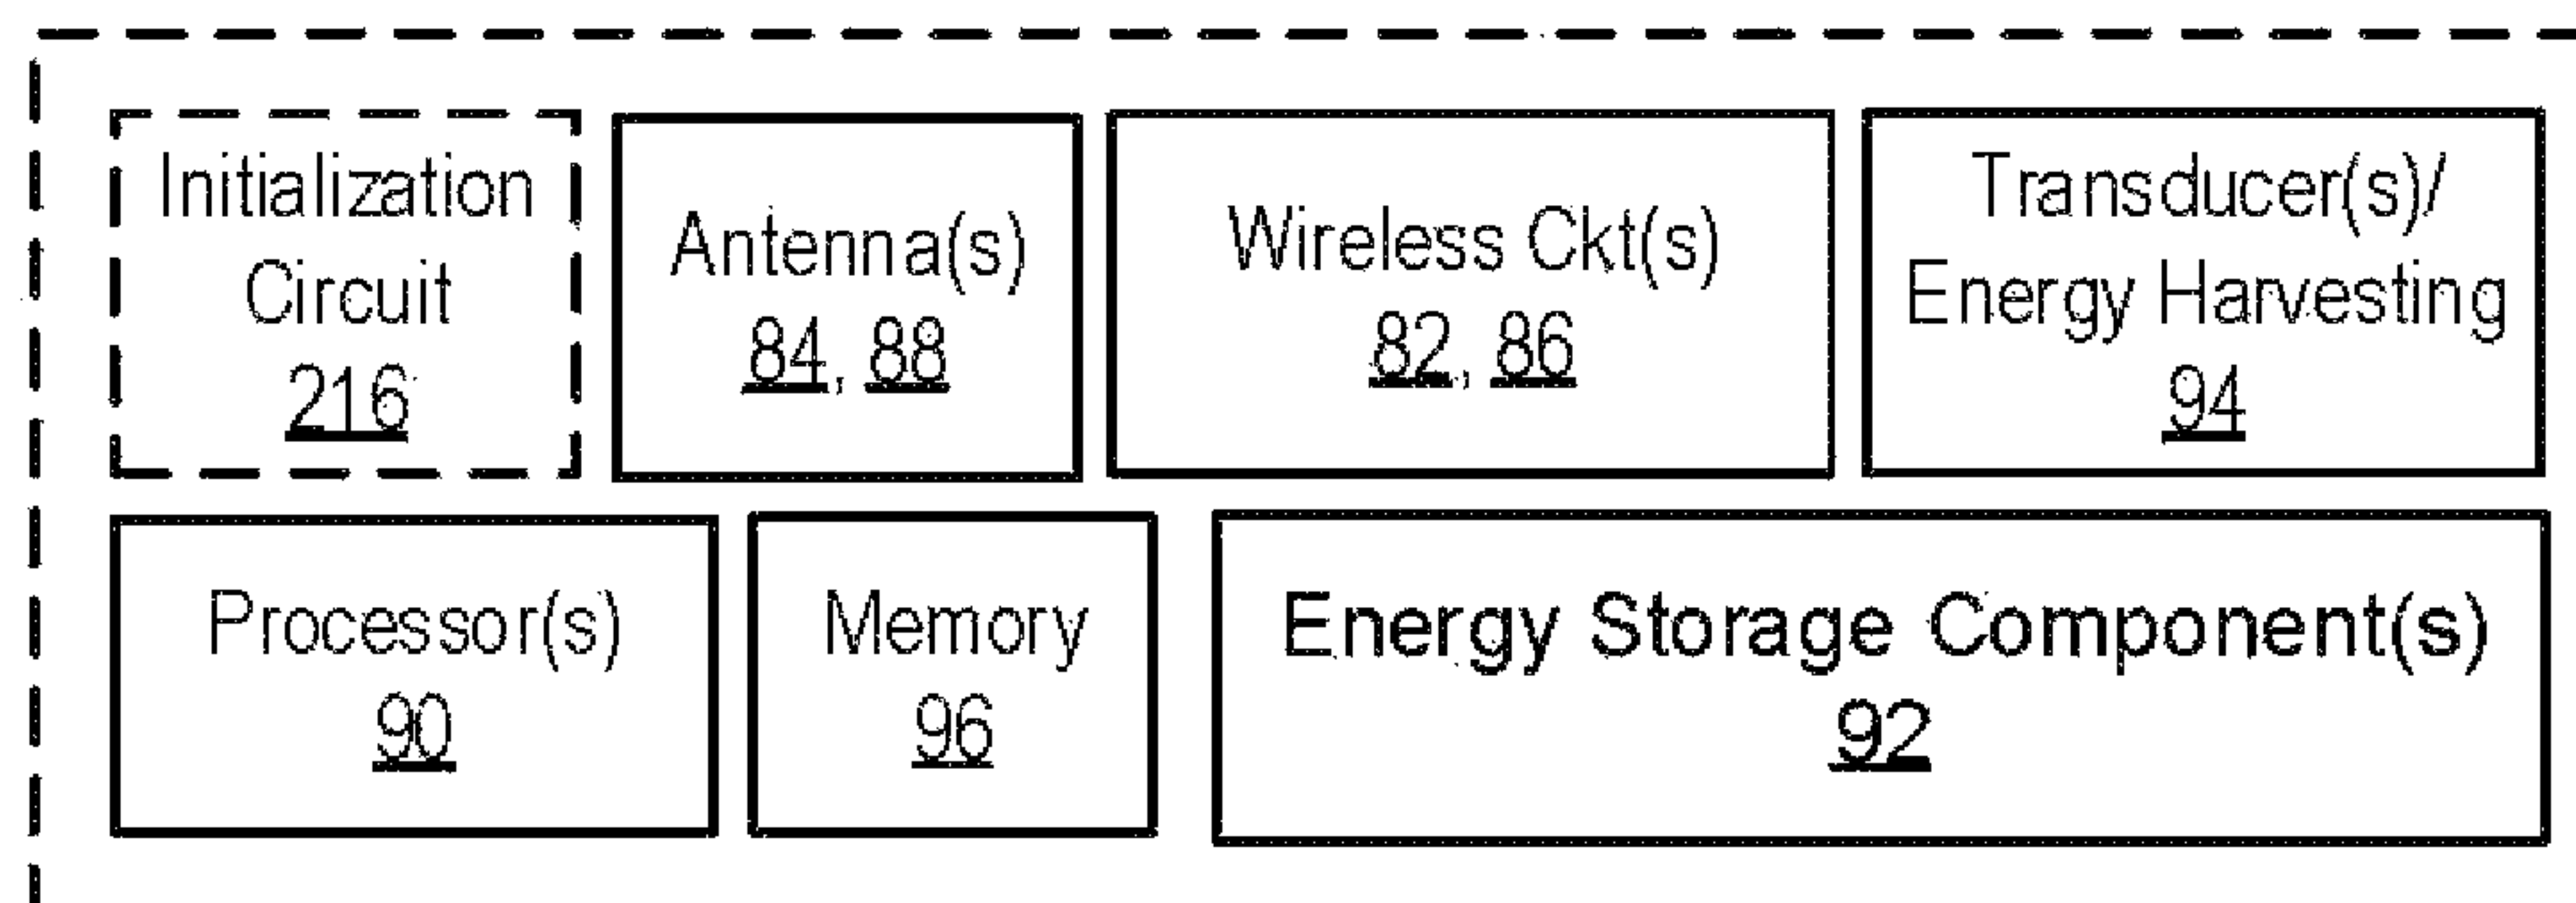 Initialization
Circuit
216
Antenna(s)
84, 88
Wireless Ckt(s)
82, 86
Transducer(s)/
Energy Harvesting
94
Processor(s)
90
Memory
96
Energy Storage Component(s)
92